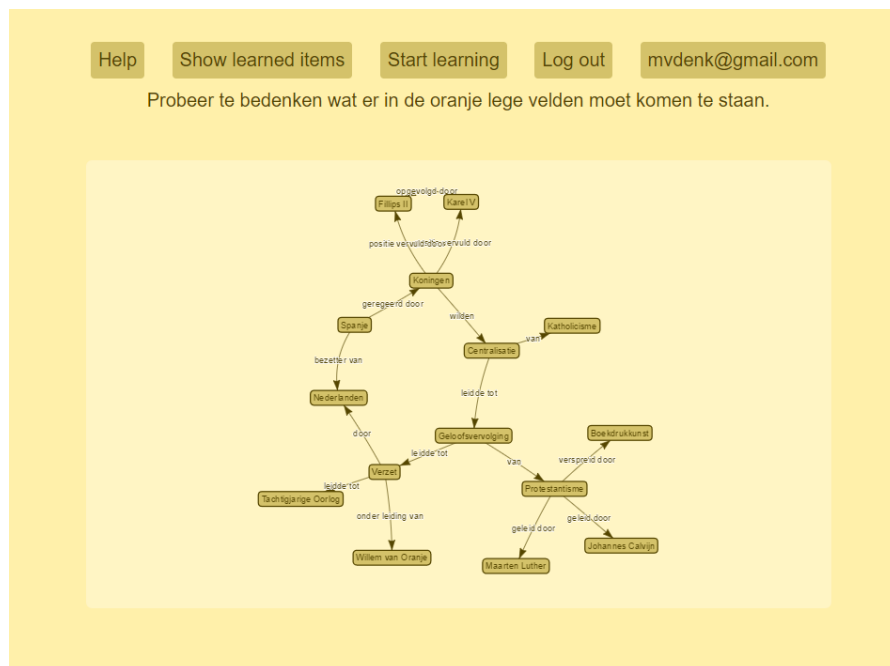 Help
Show learned items
Start learning
Log out
mvdenk@gmail.com
Probeer te bedenken wat er in de oranje lege velden moet komen te staan.
opgevolgd door
Fillips II
Karel V
positie vervuld door
vervuld door
Koningen
geregeerd door
wilden
Spanje
Katholicisme
van
Centralisatie
bezetter van
leidde tot
Nederlanden
door
Geloofsvervolging
Boekdrukkunst
leidde tot
van
verspreid door
Verzet
leidde tot
Protestantisme
Tachtigjarige Oorlog
onder leiding van
geleid door
geleid door
Johannes Calvijn
Willem van Oranje
Maarten Luther